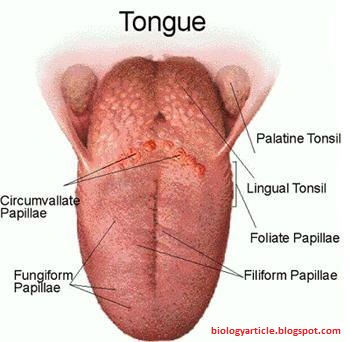 Tongue
Palatine Tonsil
Lingual Tonsil
Circumvallate
Papillae
Foliate Papillae
Fungiform
Papillae
Filiform Papillae
biologyarticle.blogspot.com